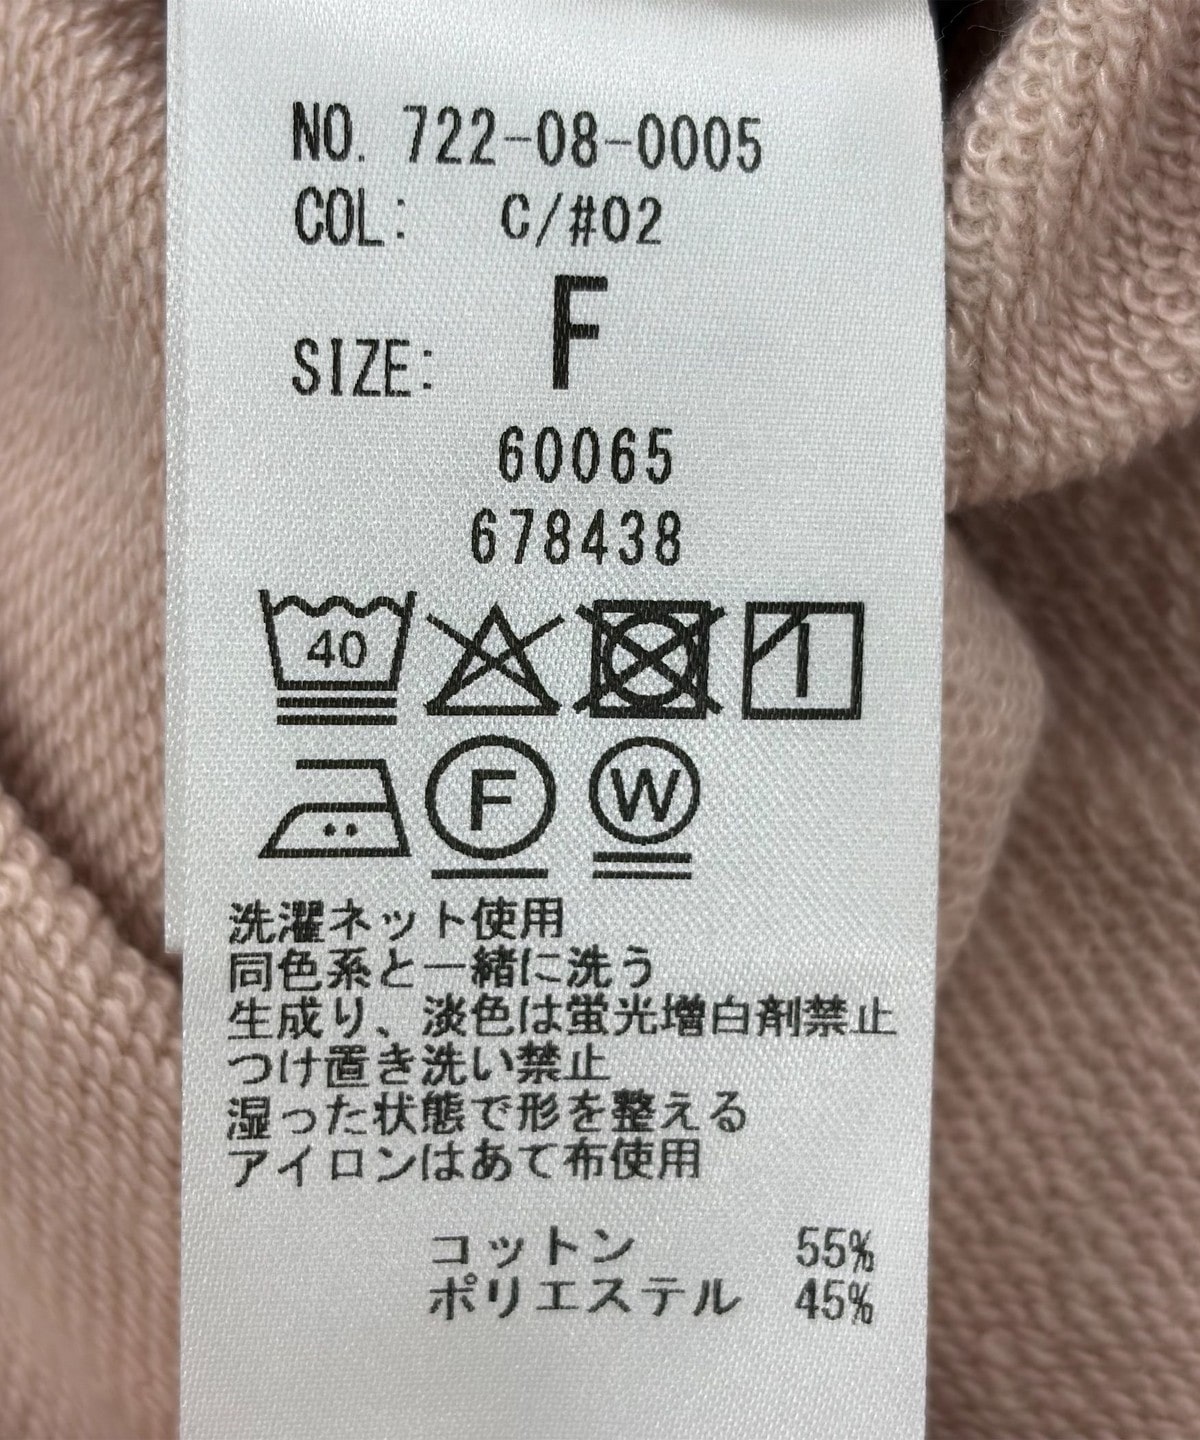 NO. 722-08-0005
COL: C/#02
SIZE: F
60065
678438
40
F W
洗濯ネット使用
同色系と一緒に洗う
生成り、淡色は蛍光増白剤禁止
つけ置き洗い禁止
湿った状態で形を整える
アイロンはあて布使用
コットン 55%
ポリエステル 45%